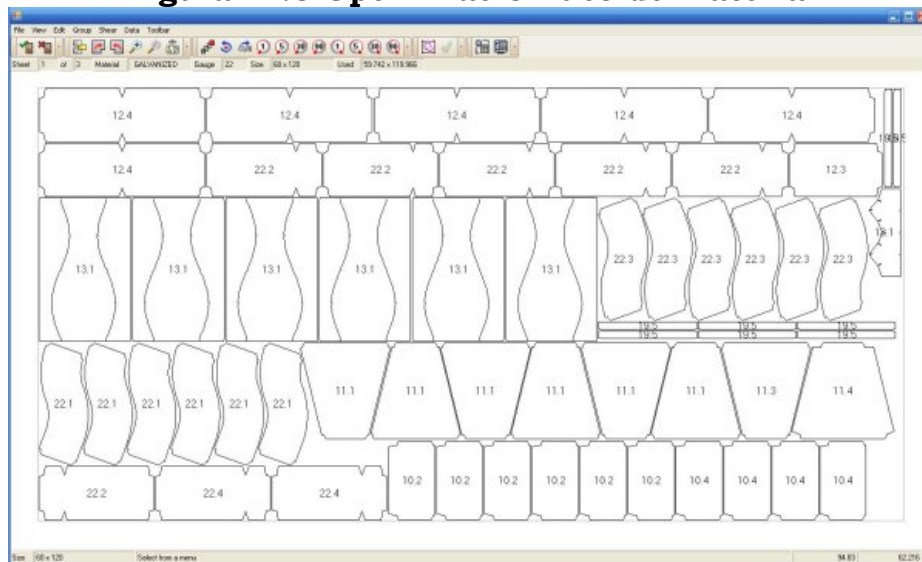 File View Edit Group Shear Data Toolbar
Sheet 1 of 3 Material GALVANIZED Gauge 22 Size 60 x 120 Used 59.742 x 119.966
12.4 12.4 12.4 12.4 12.4
12.4 22.2 22.2 22.2 22.2 22.2 12.3
13.1 13.1 13.1 13.1 13.1 13.1 22.3 22.3 22.3 22.3 22.3 22.3
19.5 19.5 19.5
19.5 19.5 19.5
22.1 22.1 22.1 22.1 22.1 22.1 11.1 11.1 11.1 11.1 11.1 11.1 11.3 11.4
22.2 22.4 22.4 10.2 10.2 10.2 10.2 10.2 10.2 10.4 10.4 10.4 10.4
Size 60 x 120 Select from a menu 94.83 62.216